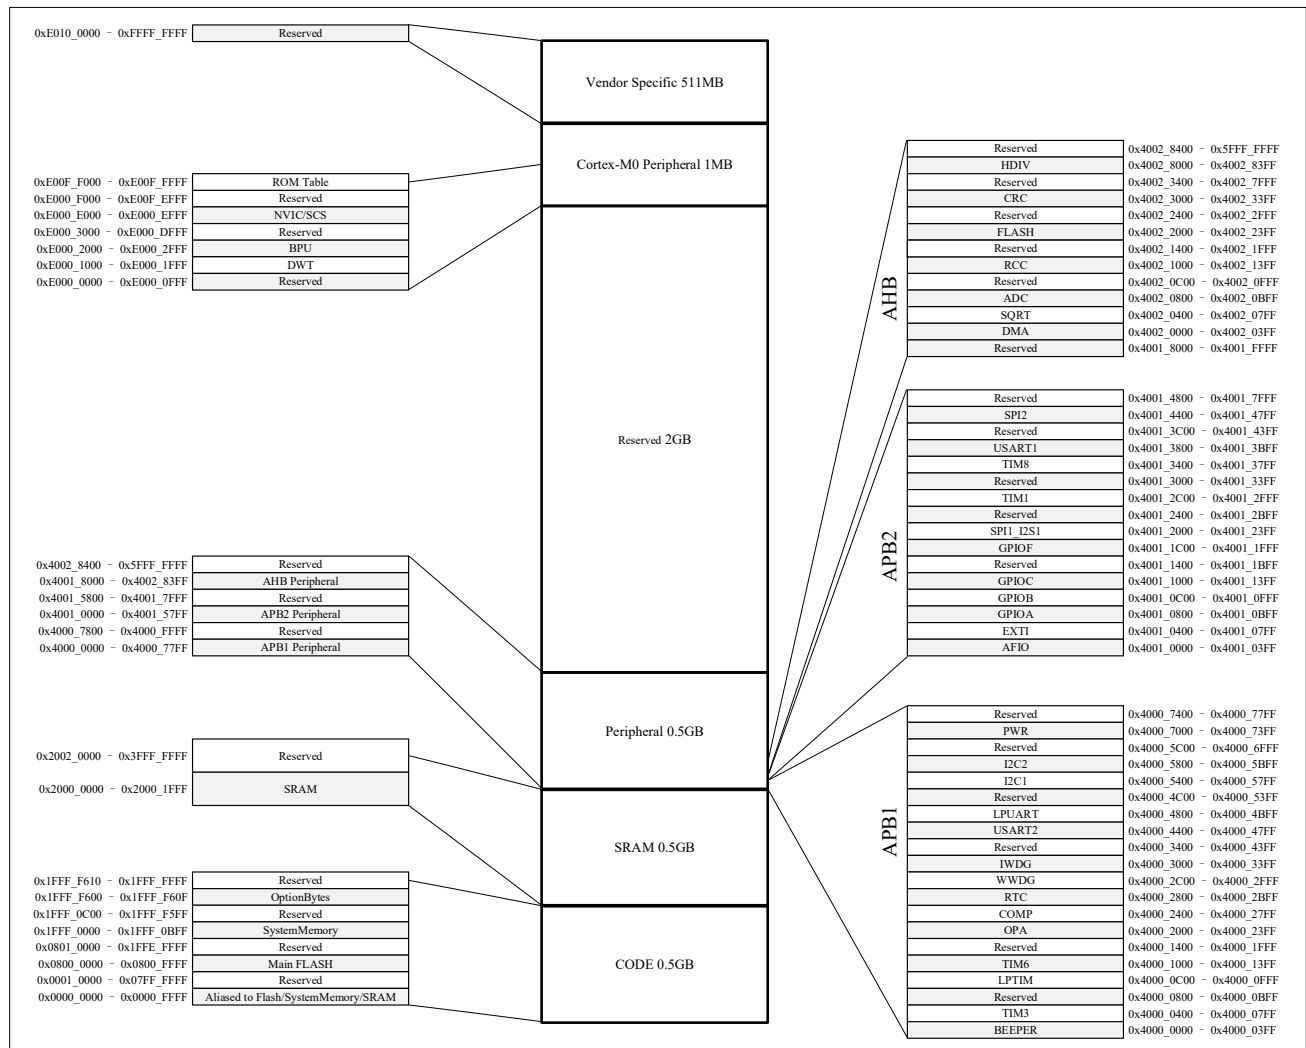 0xE010_0000 - 0xFFFF_FFFF Reserved
0xE00F_F000 - 0xE00F_FFFF ROM Table
0xE000_F000 - 0xE00F_EFFF Reserved
0xE000_E000 - 0xE000_EFFF NVIC/SCS
0xE000_3000 - 0xE000_DFFF Reserved
0xE000_2000 - 0xE000_2FFF BPU
0xE000_1000 - 0xE000_1FFF DWT
0xE000_0000 - 0xE000_0FFF Reserved
0x4002_8400 - 0x5FFF_FFFF Reserved
0x4001_8000 - 0x4002_83FF AHB Peripheral
0x4001_5800 - 0x4001_7FFF Reserved
0x4001_0000 - 0x4001_57FF APB2 Peripheral
0x4000_7800 - 0x4000_FFFF Reserved
0x4000_0000 - 0x4000_77FF APB1 Peripheral
0x2002_0000 - 0x3FFF_FFFF Reserved
0x2000_0000 - 0x2000_1FFF SRAM
0x1FFF_F610 - 0x1FFF_FFFF Reserved
0x1FFF_F600 - 0x1FFF_F60F OptionBytes
0x1FFF_0C00 - 0x1FFF_F5FF Reserved
0x1FFF_0000 - 0x1FFF_0BFF SystemMemory
0x0801_0000 - 0x1FFE_FFFF Reserved
0x0800_0000 - 0x0800_FFFF Main FLASH
0x0001_0000 - 0x07FF_FFFF Reserved
0x0000_0000 - 0x0000_FFFF Aliased to Flash/SystemMemory/SRAM
Vendor Specific 511MB
Cortex-M0 Peripheral 1MB
Reserved 2GB
Peripheral 0.5GB
SRAM 0.5GB
CODE 0.5GB
AHB
Reserved 0x4002_8400 - 0x5FFF_FFFF
HDIV 0x4002_8000 - 0x4002_83FF
Reserved 0x4002_3400 - 0x4002_7FFF
CRC 0x4002_3000 - 0x4002_33FF
Reserved 0x4002_2400 - 0x4002_2FFF
FLASH 0x4002_2000 - 0x4002_23FF
Reserved 0x4002_1400 - 0x4002_1FFF
RCC 0x4002_1000 - 0x4002_13FF
Reserved 0x4002_0C00 - 0x4002_0FFF
ADC 0x4002_0800 - 0x4002_0BFF
SQRT 0x4002_0400 - 0x4002_07FF
DMA 0x4002_0000 - 0x4002_03FF
Reserved 0x4001_8000 - 0x4001_FFFF
APB2
Reserved 0x4001_4800 - 0x4001_7FFF
SPI2 0x4001_4400 - 0x4001_47FF
Reserved 0x4001_3C00 - 0x4001_43FF
USART1 0x4001_3800 - 0x4001_3BFF
TIM8 0x4001_3400 - 0x4001_37FF
Reserved 0x4001_3000 - 0x4001_33FF
TIM1 0x4001_2C00 - 0x4001_2FFF
Reserved 0x4001_2400 - 0x4001_2BFF
SPI1_I2S1 0x4001_2000 - 0x4001_23FF
GPIOF 0x4001_1C00 - 0x4001_1FFF
Reserved 0x4001_1400 - 0x4001_1BFF
GPIOC 0x4001_1000 - 0x4001_13FF
GPIOB 0x4001_0C00 - 0x4001_0FFF
GPIOA 0x4001_0800 - 0x4001_0BFF
EXTI 0x4001_0400 - 0x4001_07FF
AFIO 0x4001_0000 - 0x4001_03FF
APB1
Reserved 0x4000_7400 - 0x4000_77FF
PWR 0x4000_7000 - 0x4000_73FF
Reserved 0x4000_5C00 - 0x4000_6FFF
I2C2 0x4000_5800 - 0x4000_5BFF
I2C1 0x4000_5400 - 0x4000_57FF
Reserved 0x4000_4C00 - 0x4000_53FF
LPUART 0x4000_4800 - 0x4000_4BFF
USART2 0x4000_4400 - 0x4000_47FF
Reserved 0x4000_3400 - 0x4000_43FF
IWDG 0x4000_3000 - 0x4000_33FF
WWDG 0x4000_2C00 - 0x4000_2FFF
RTC 0x4000_2800 - 0x4000_2BFF
COMP 0x4000_2400 - 0x4000_27FF
OPA 0x4000_2000 - 0x4000_23FF
Reserved 0x4000_1400 - 0x4000_1FFF
TIM6 0x4000_1000 - 0x4000_13FF
LPTIM 0x4000_0C00 - 0x4000_0FFF
Reserved 0x4000_0800 - 0x4000_0BFF
TIM3 0x4000_0400 - 0x4000_07FF
BEEPER 0x4000_0000 - 0x4000_03FF